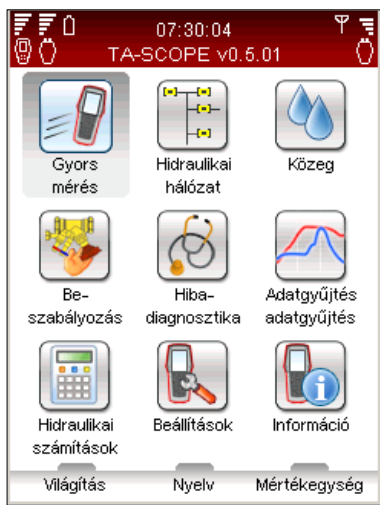 07:30:04
TA-SCOPE v0.5.01
Gyors
mérés
Hidraulikai
hálózat
Közeg
Be-
szabályozás
Hiba-
diagnosztika
Adatgyűjtés
adatgyűjtés
Hidraulikai
számítások
Beállítások
Információ
Világítás
Nyelv
Mértékegység